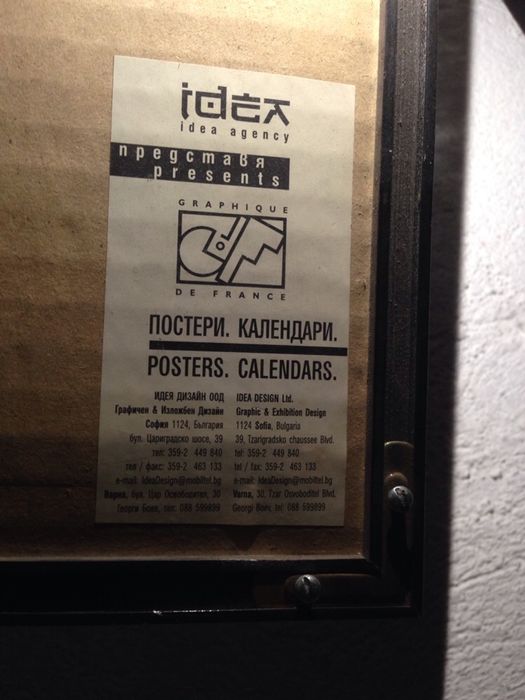 idea
idea agency
представя
presents
GRAPHIQUE
DE FRANCE
ПОСТЕРИ. КАЛЕНДАРИ.
POSTERS. CALENDARS.
ИДЕЯ ДИЗАЙН ООД IDEA DESIGN Ltd.
Графичен & Изложбен Дизайн Graphic & Exhibition Design
София 1124, България 1124 Sofia, Bulgaria
бул. Цариградско шосе, 39 39, Tzarigradsko chaussee Blvd.
тел: 359-2 449 840 tel: 359-2 449 840
тел / факс: 359-2 463 133 tel / fax: 359-2 463 133
e-mail: IdeaDesign@mobiltel.bg e-mail: IdeaDesign@mobiltel.bg
Варна, бул. Цар Освободител, 30 Varna, 30, Tzar Osvoboditel Blvd.
Георги Боев, тел: 088 599899 Georgi Boev, tel: 088 599899